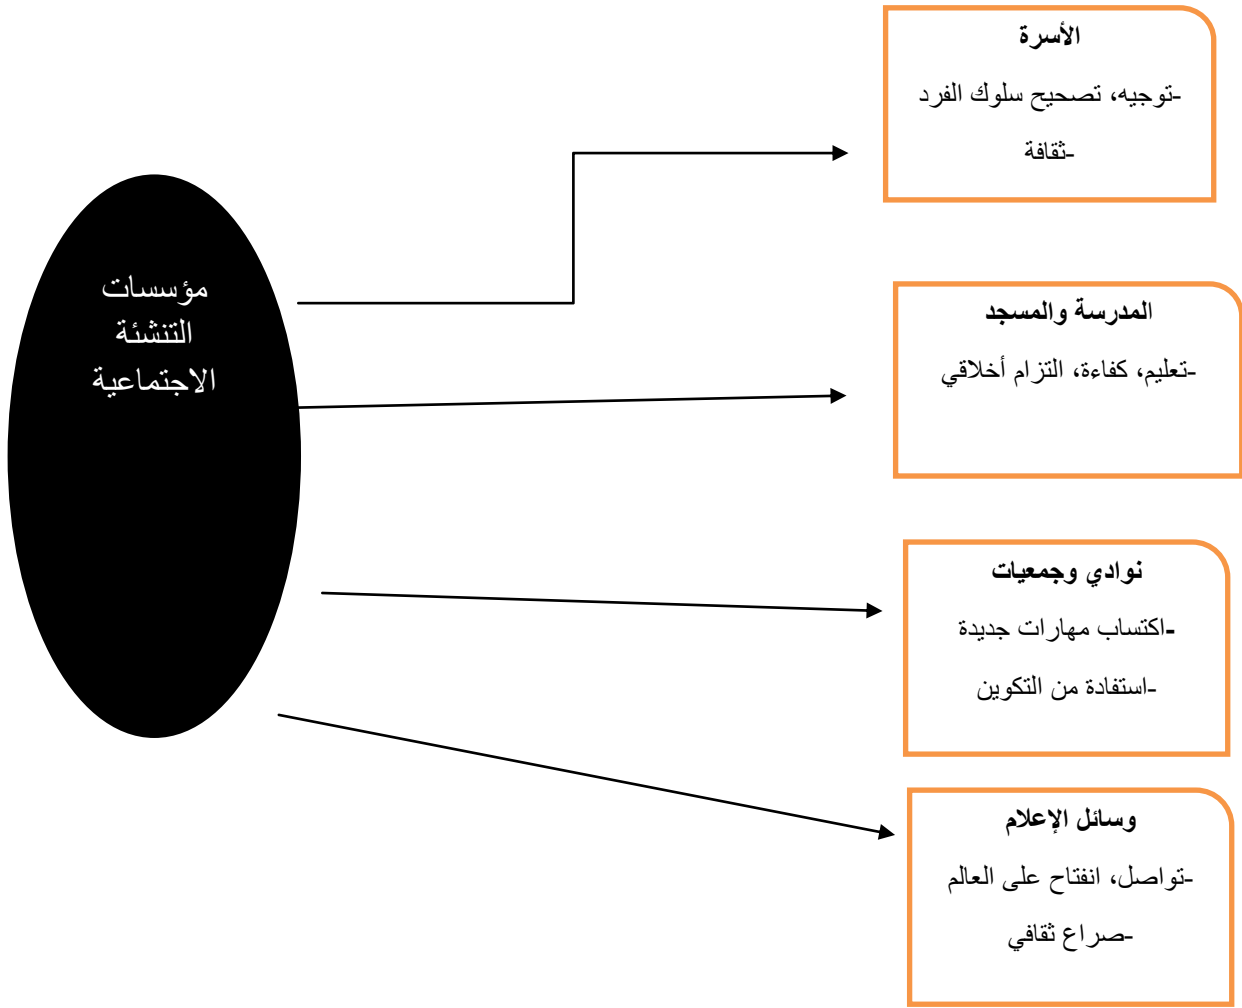 مؤسسات
التنشئة
الاجتماعية
الأسرة
-توجيه، تصحيح سلوك الفرد
-ثقافة
المدرسة والمسجد
-تعليم، كفاءة، التزام أخلاقي
نوادي وجمعيات
-اكتساب مهارات جديدة
-استفادة من التكوين
وسائل الإعلام
-تواصل، انفتاح على العالم
-صراع ثقافي